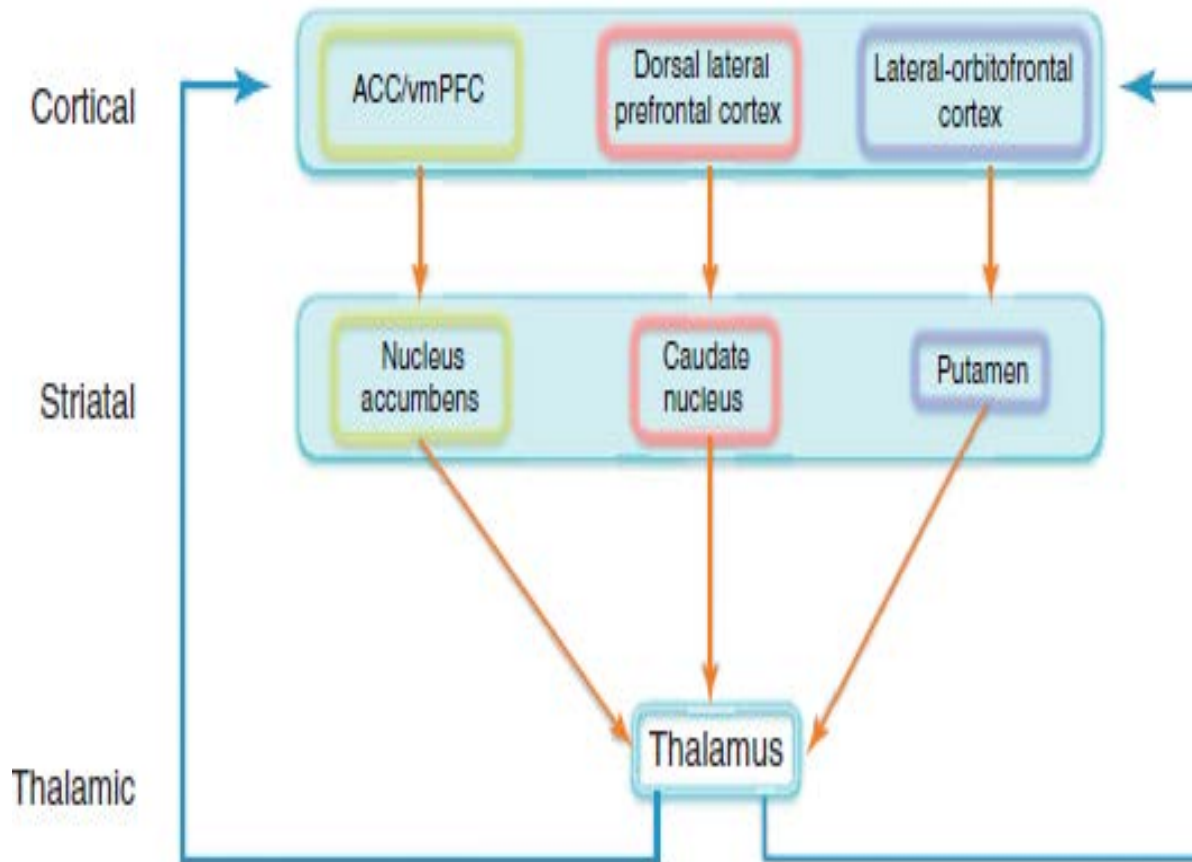 Cortical
ACC/vmPFC
Dorsal lateral
prefrontal cortex
Lateral-orbitofrontal
cortex
Striatal
Nucleus
accumbens
Caudate
nucleus
Putamen
Thalamic
Thalamus